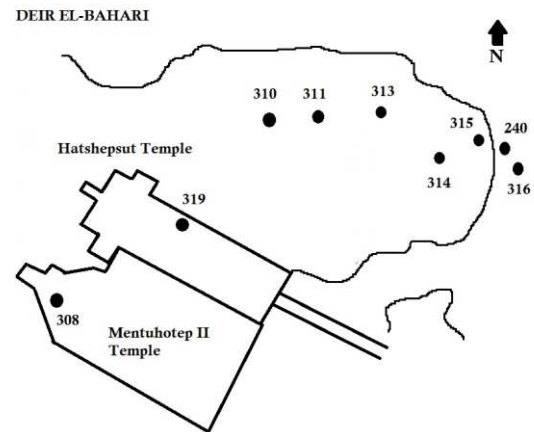 DEIR EL-BAHARI
N
310
311
313
315
240
314
316
Hatshepsut Temple
319
308
Mentuhotep II
Temple